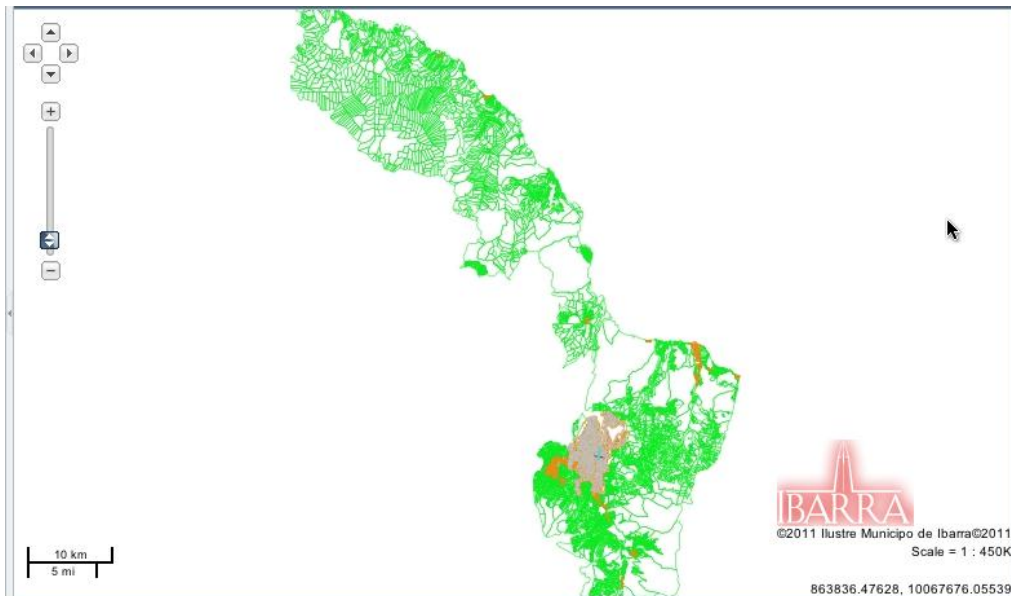 10 km
5 mi
IBARRA
©2011 Ilustre Municipo de Ibarra©2011
Scale = 1 : 450K
863836.47628, 10067676.05539